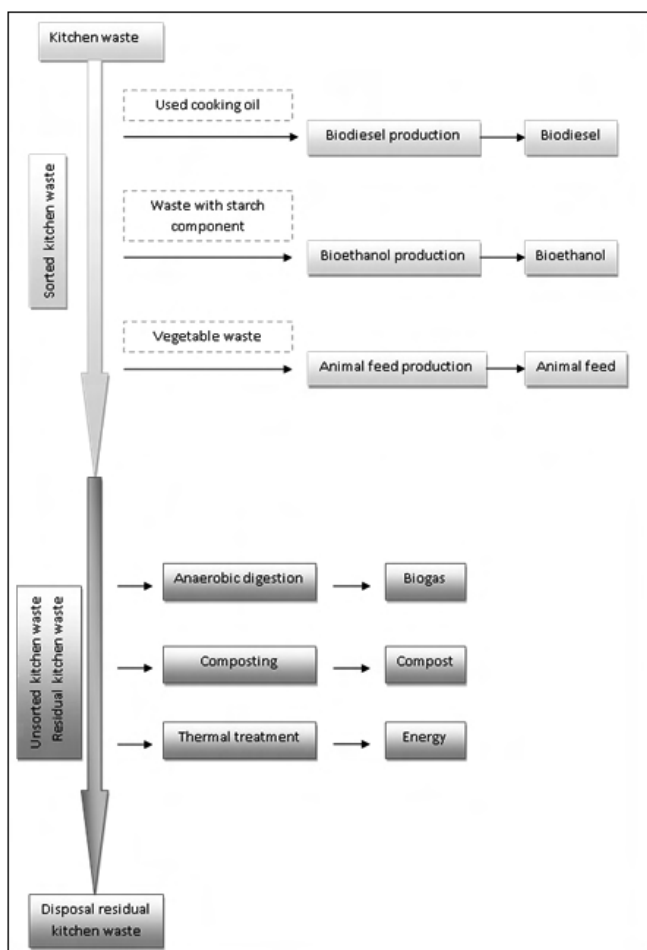 Kitchen waste
Used cooking oil
Biodiesel production
Biodiesel
Sorted kitchen waste
Waste with starch
component
Bioethanol production
Bioethanol
Vegetable waste
Animal feed production
Animal feed
Unsorted kitchen waste
Residual kitchen waste
Anaerobic digestion
Biogas
Composting
Compost
Thermal treatment
Energy
Disposal residual
kitchen waste